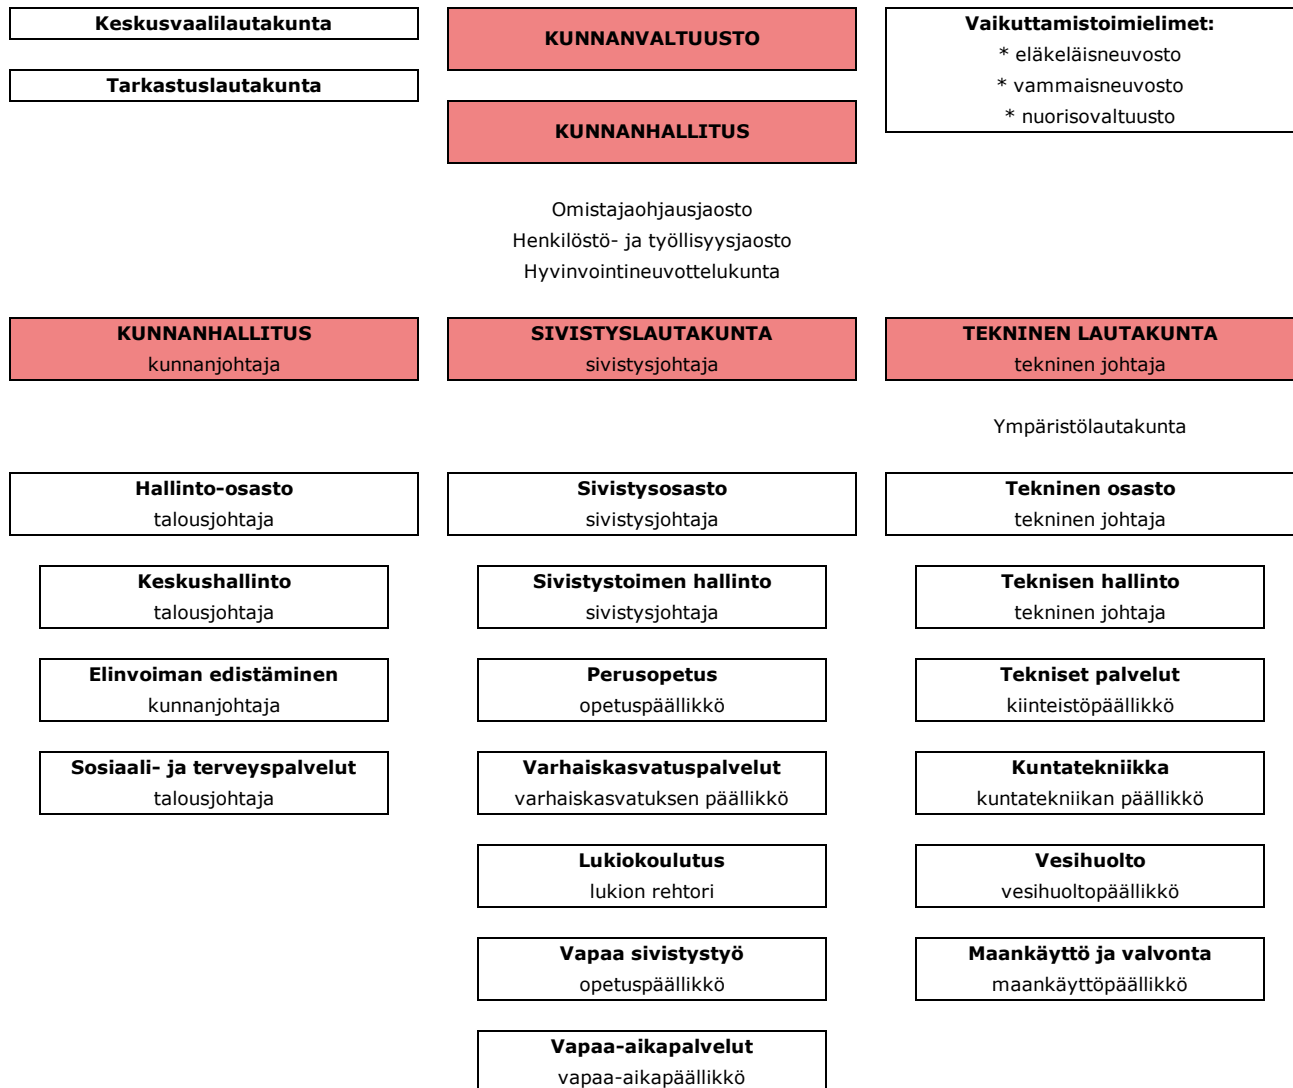 Keskusvaalilautakunta
Tarkastuslautakunta
KUNNANVALTUUSTO
KUNNANHALLITUS
Vaikuttamistoimielimet:
* eläkeläisneuvosto
* vammaisneuvosto
* nuorisovaltuusto
Omistajaohjausjaosto
Henkilöstö- ja työllisyysjaosto
Hyvinvointineuvottelukunta
KUNNANHALLITUS
kunnanjohtaja
SIVISTYSLAUTAKUNTA
sivistysjohtaja
TEKNINEN LAUTAKUNTA
tekninen johtaja
Ympäristölautakunta
Hallinto-osasto
talousjohtaja
Keskushallinto
talousjohtaja
Elinvoiman edistäminen
kunnanjohtaja
Sosiaali- ja terveyspalvelut
talousjohtaja
Sivistysosasto
sivistysjohtaja
Sivistystoimen hallinto
sivistysjohtaja
Perusopetus
opetuspäällikkö
Varhaiskasvatuspalvelut
varhaiskasvatuksen päällikkö
Lukiokoulutus
lukion rehtori
Vapaa sivistystyö
opetuspäällikkö
Vapaa-aikapalvelut
vapaa-aikapäällikkö
Tekninen osasto
tekninen johtaja
Teknisen hallinto
tekninen johtaja
Tekniset palvelut
kiinteistöpäällikkö
Kuntatekniikka
kuntatekniikan päällikkö
Vesihuolto
vesihuoltopäällikkö
Maankäyttö ja valvonta
maankäyttöpäällikkö